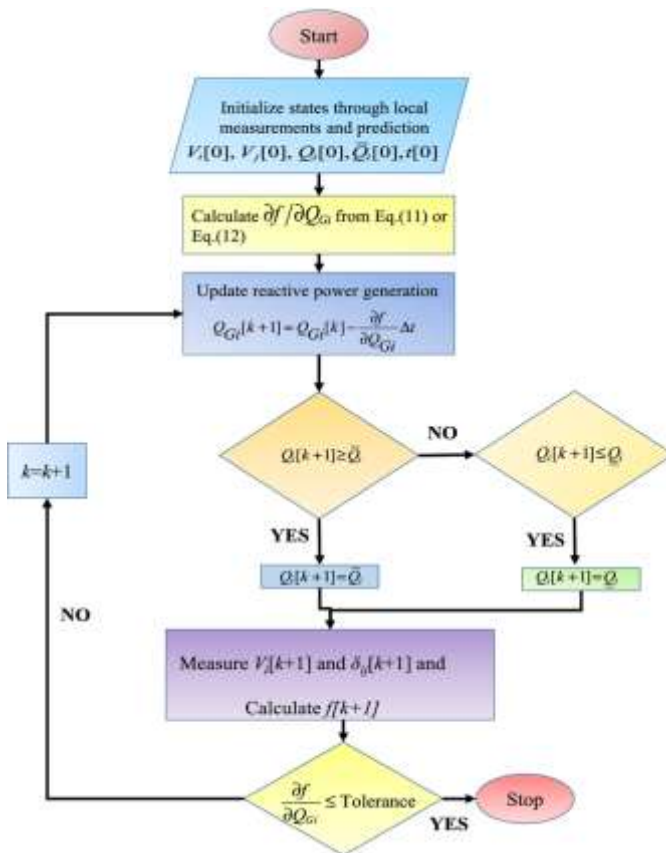 Start
Initialize states through local
measurements and prediction
V_i[0], V_j[0], Q_i[0], Q̄_i[0], t[0]
Calculate ∂f/∂Q_Gi from Eq.(11) or
Eq.(12)
Update reactive power generation
Q_Gi[k+1] = Q_Gi[k] − ∂f/∂Q_Gi Δt
Q_i[k+1] ≥ Q̄_i
NO
Q_i[k+1] ≤ Q̲_i
k=k+1
YES
YES
Q_i[k+1] = Q̄_i
Q_i[k+1] = Q̲_i
NO
Measure V_i[k+1] and δ_ij[k+1] and
Calculate f[k+1]
∂f/∂Q_Gi ≤ Tolerance
Stop
YES